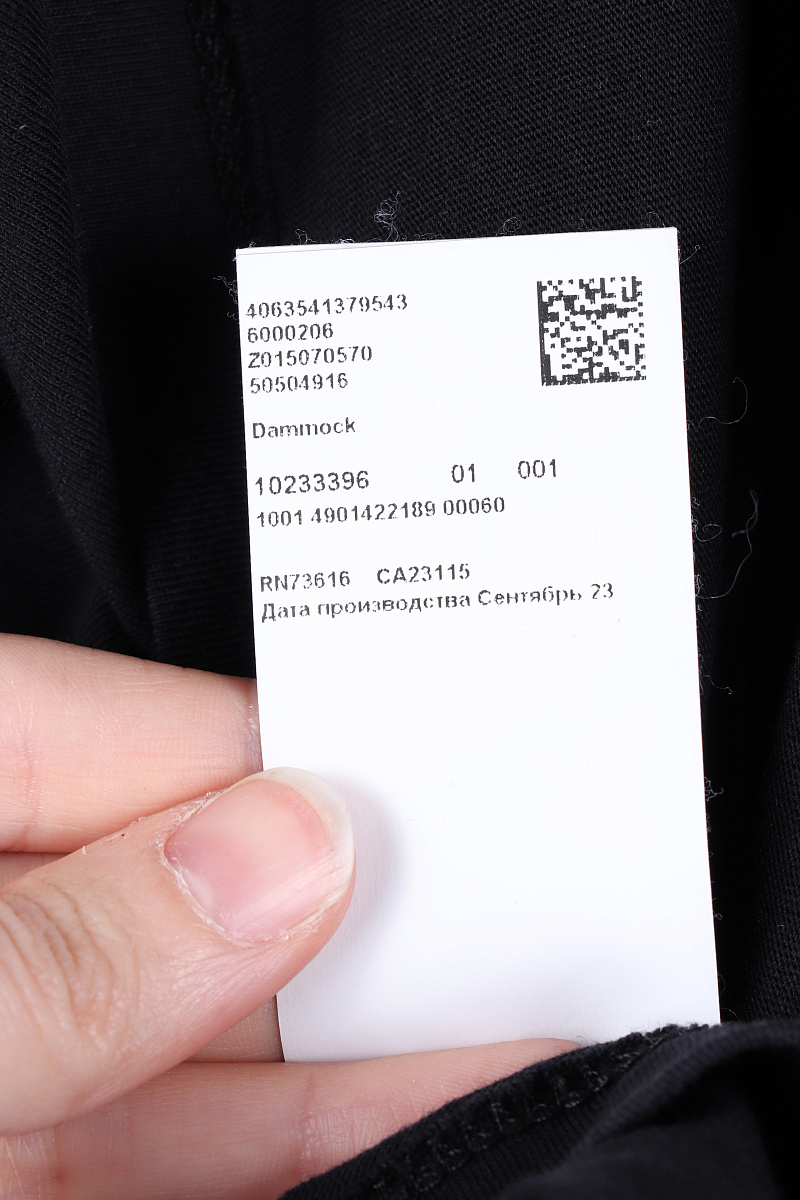 4063541379543
6000206
Z015070570
50504916
Dammock
10233396 01 001
1001 4901422189 00060
RN73616 CA23115
Дата производства Сентябрь 23